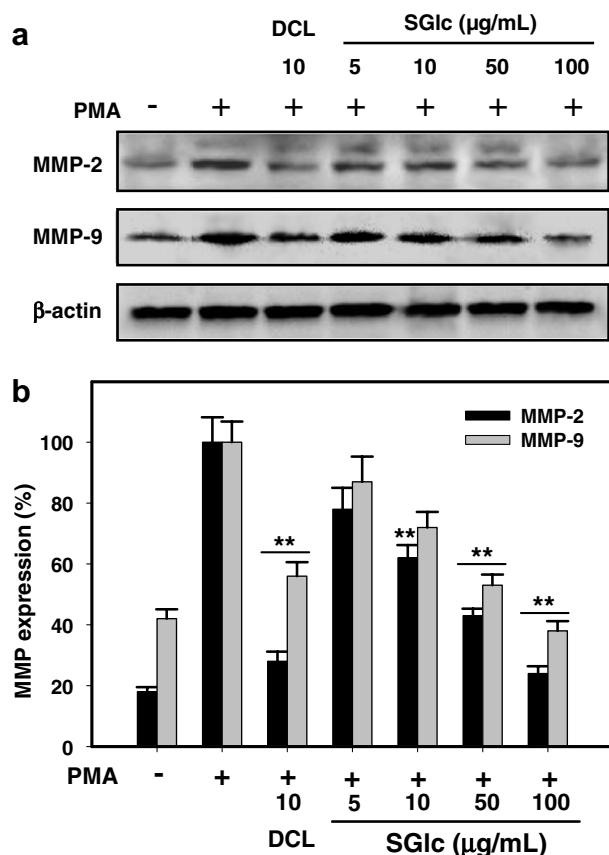 a
DCL SGlc (μg/mL)
10 5 10 50 100
PMA - + + + + + +
MMP-2
MMP-9
β-actin
b
MMP-2
MMP-9
MMP expression (%)
100
80
60
40
20
0
** ** ** **
PMA - + + + + + +
10 5 10 50 100
DCL SGlc (μg/mL)